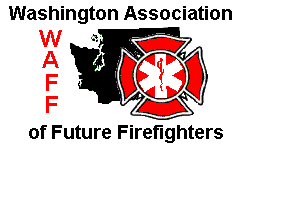 Washington Association
W
A
F
F
of Future Firefighters